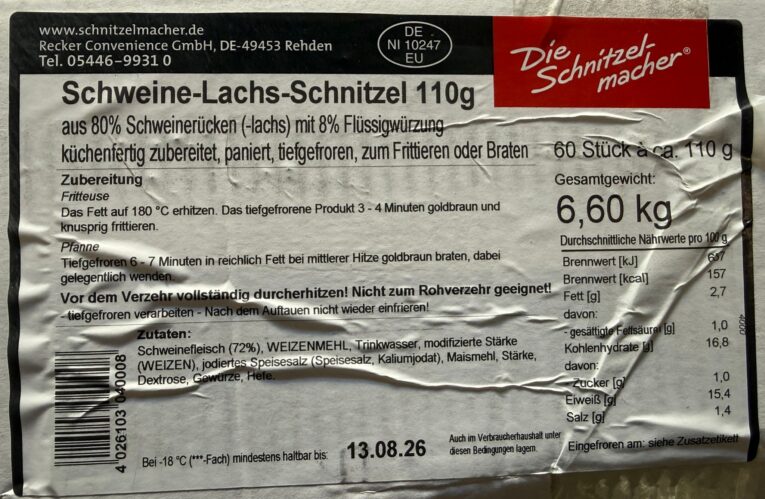 www.schnitzelmacher.de
Recker Convenience GmbH, DE-49453 Rehden
Tel. 05446-9931 0
DE
NI 10247
EU
Die
Schnitzel-
macher®
Schweine-Lachs-Schnitzel 110g
aus 80% Schweinerücken (-lachs) mit 8% Flüssigwürzung
küchenfertig zubereitet, paniert, tiefgefroren, zum Frittieren oder Braten
60 Stück à ca. 110 g
Zubereitung
Fritteuse
Das Fett auf 180 °C erhitzen. Das tiefgefrorene Produkt 3 - 4 Minuten goldbraun und
knusprig frittieren.
Pfanne
Tiefgefroren 6 - 7 Minuten in reichlich Fett bei mittlerer Hitze goldbraun braten, dabei
gelegentlich wenden.
Vor dem Verzehr vollständig durcherhitzen! Nicht zum Rohverzehr geeignet!
- tiefgefroren verarbeiten - Nach dem Auftauen nicht wieder einfrieren!
Zutaten:
Schweinefleisch (72%), WEIZENMEHL, Trinkwasser, modifizierte Stärke
(WEIZEN), jodiertes Speisesalz (Speisesalz, Kaliumjodat), Maismehl, Stärke,
Dextrose, Gewürze, Hefe.
Gesamtgewicht:
6,60 kg
Durchschnittliche Nährwerte pro 100 g
Brennwert [kJ] 657
Brennwert [kcal] 157
Fett [g] 2,7
davon:
- gesättigte Fettsäuren [g] 1,0
Kohlenhydrate [g] 16,8
davon:
- Zucker [g] 1,0
Eiweiß [g] 15,4
Salz [g] 1,4
Eingefroren am: siehe Zusatzetikett
4000
4 026103 040008
Bei -18 °C (***-Fach) mindestens haltbar bis: 13.08.26
Auch im Verbraucherhaushalt unter
diesen Bedingungen lagern.